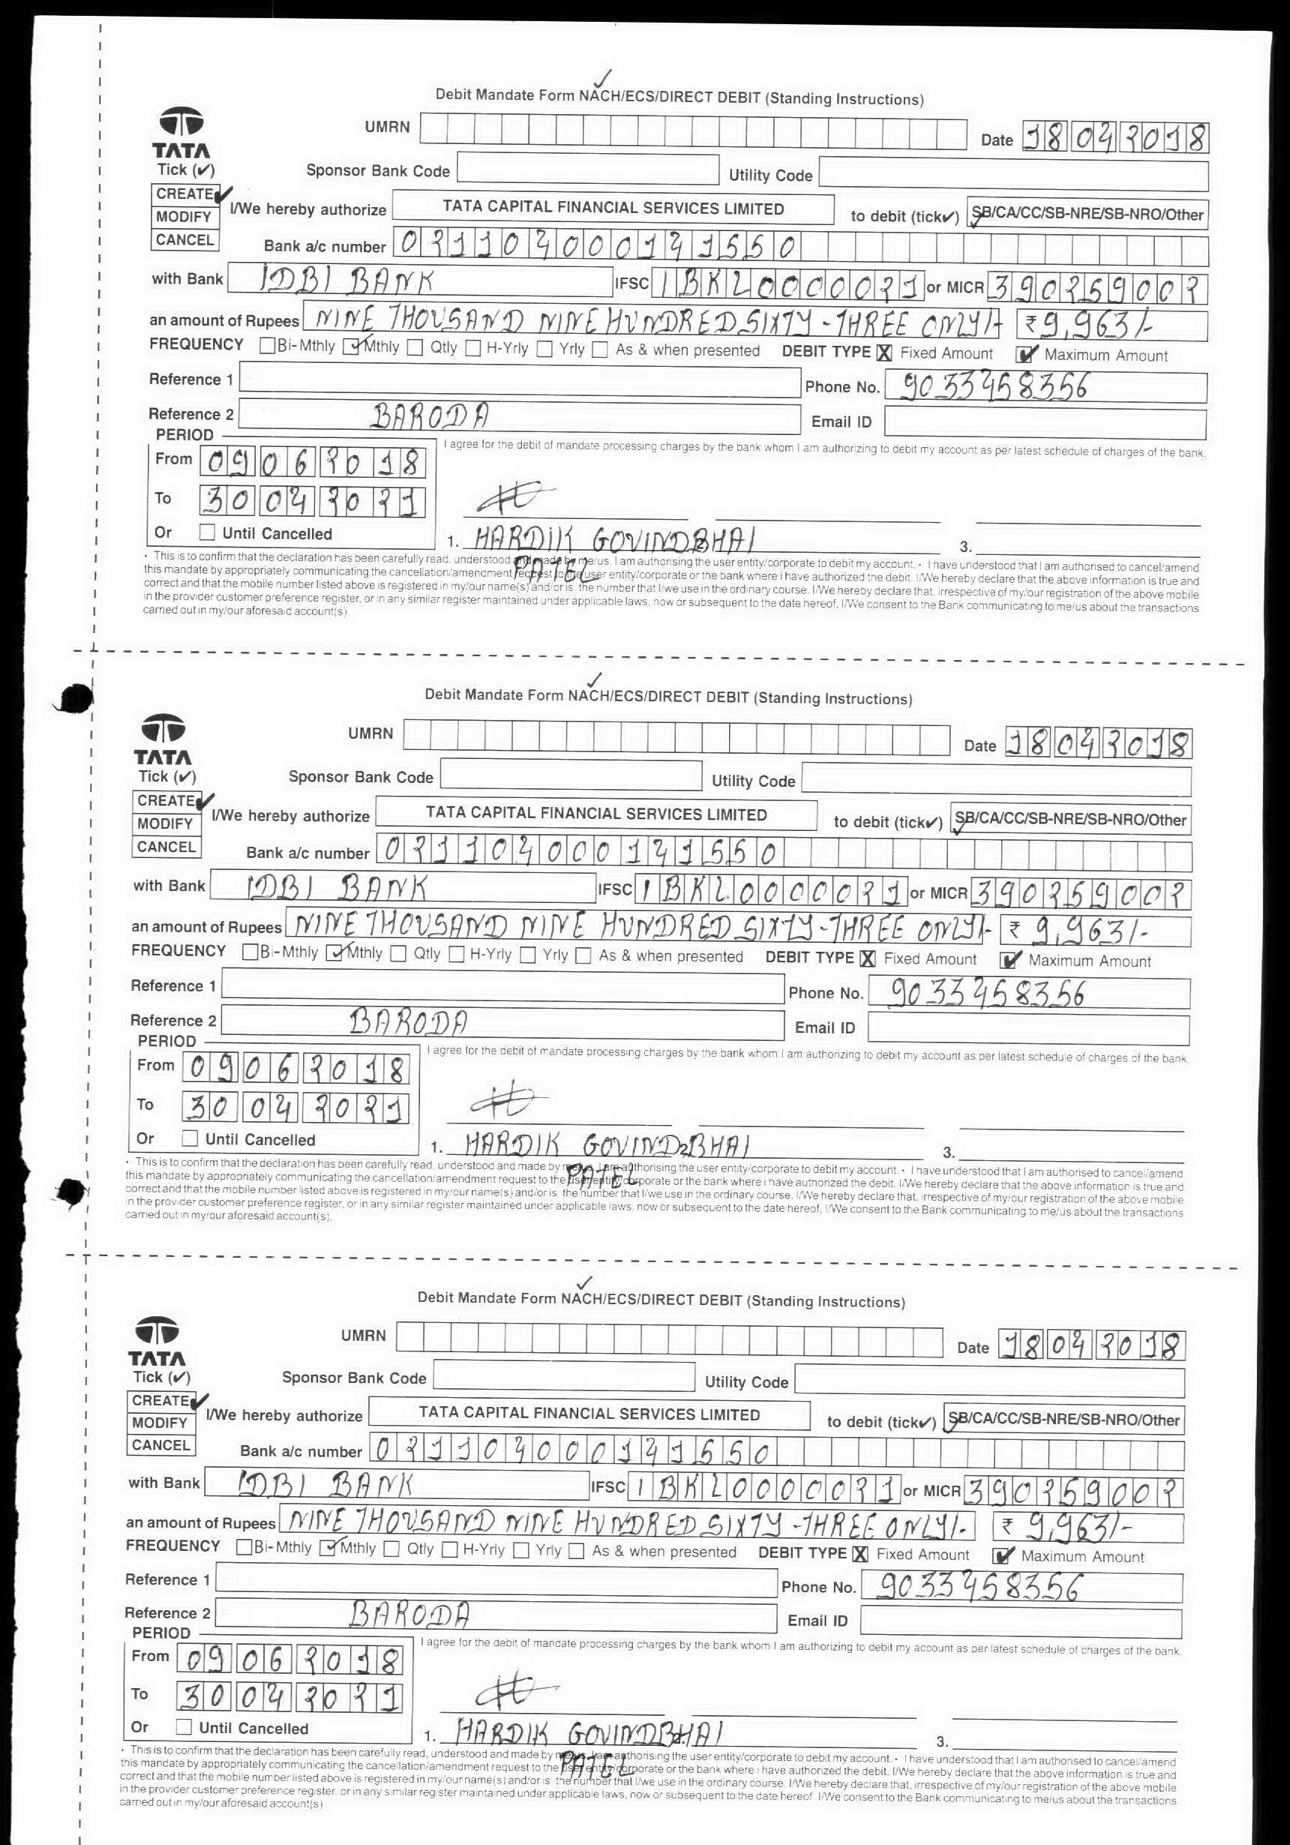 Debit Mandate Form NACH/ECS/DIRECT DEBIT (Standing Instructions)
TATA
UMRN Date 18042018
Tick (✓) Sponsor Bank Code Utility Code
CREATE ✓
MODIFY
CANCEL
I/We hereby authorize TATA CAPITAL FINANCIAL SERVICES LIMITED to debit (tick✓) SB/CA/CC/SB-NRE/SB-NRO/Other
Bank a/c number 021104000141550
with Bank IDBI BANK IFSC IBKL0000021 or MICR 390259002
an amount of Rupees NINE THOUSAND NINE HUNDRED SIXTY-THREE ONLY/- ₹ 9,963/-
FREQUENCY Bi-Mthly ✓ Mthly Qtly H-Yrly Yrly As & when presented DEBIT TYPE X Fixed Amount ✓ Maximum Amount
Reference 1 Phone No. 9033458356
Reference 2 BARODA Email ID
PERIOD
I agree for the debit of mandate processing charges by the bank whom I am authorizing to debit my account as per latest schedule of charges of the bank.
From 09062018
To 30042021
Or Until Cancelled
1. HARDIK GOVINDBHAI 3.
PATEL
• This is to confirm that the declaration has been carefully read, understood and made by me/us. I am authorising the user entity/corporate to debit my account. • I have understood that I am authorised to cancel/amend
this mandate by appropriately communicating the cancellation/amendment request to the user entity/corporate or the bank where i have authorized the debit. I/We hereby declare that the above information is true and
correct and that the mobile number listed above is registered in my/our name(s) and/or is the number that I/we use in the ordinary course. I/We hereby declare that, irrespective of my/our registration of the above mobile
in the provider customer preference register, or in any similar register maintained under applicable laws, now or subsequent to the date hereof, I/We consent to the Bank communicating to me/us about the transactions
carried out in my/our aforesaid account(s).
Debit Mandate Form NACH/ECS/DIRECT DEBIT (Standing Instructions)
TATA
UMRN Date 18042018
Tick (✓) Sponsor Bank Code Utility Code
CREATE ✓
MODIFY
CANCEL
I/We hereby authorize TATA CAPITAL FINANCIAL SERVICES LIMITED to debit (tick✓) SB/CA/CC/SB-NRE/SB-NRO/Other
Bank a/c number 021104000141550
with Bank IDBI BANK IFSC IBKL0000021 or MICR 390259002
an amount of Rupees NINE THOUSAND NINE HUNDRED SIXTY-THREE ONLY/- ₹ 9,963/-
FREQUENCY Bi-Mthly ✓ Mthly Qtly H-Yrly Yrly As & when presented DEBIT TYPE X Fixed Amount ✓ Maximum Amount
Reference 1 Phone No. 9033458356
Reference 2 BARODA Email ID
PERIOD
I agree for the debit of mandate processing charges by the bank whom I am authorizing to debit my account as per latest schedule of charges of the bank.
From 09062018
To 30042021
Or Until Cancelled
1. HARDIK GOVINDBHAI 3.
PATEL
• This is to confirm that the declaration has been carefully read, understood and made by me/us. I am authorising the user entity/corporate to debit my account. • I have understood that I am authorised to cancel/amend
this mandate by appropriately communicating the cancellation/amendment request to the user entity/corporate or the bank where i have authorized the debit. I/We hereby declare that the above information is true and
correct and that the mobile number listed above is registered in my/our name(s) and/or is the number that I/we use in the ordinary course. I/We hereby declare that, irrespective of my/our registration of the above mobile
in the provider customer preference register, or in any similar register maintained under applicable laws, now or subsequent to the date hereof, I/We consent to the Bank communicating to me/us about the transactions
carried out in my/our aforesaid account(s).
Debit Mandate Form NACH/ECS/DIRECT DEBIT (Standing Instructions)
TATA
UMRN Date 18042018
Tick (✓) Sponsor Bank Code Utility Code
CREATE ✓
MODIFY
CANCEL
I/We hereby authorize TATA CAPITAL FINANCIAL SERVICES LIMITED to debit (tick✓) SB/CA/CC/SB-NRE/SB-NRO/Other
Bank a/c number 021104000141550
with Bank IDBI BANK IFSC IBKL0000021 or MICR 390259002
an amount of Rupees NINE THOUSAND NINE HUNDRED SIXTY-THREE ONLY/- ₹ 9,963/-
FREQUENCY Bi-Mthly ✓ Mthly Qtly H-Yrly Yrly As & when presented DEBIT TYPE X Fixed Amount ✓ Maximum Amount
Reference 1 Phone No. 9033458356
Reference 2 BARODA Email ID
PERIOD
I agree for the debit of mandate processing charges by the bank whom I am authorizing to debit my account as per latest schedule of charges of the bank.
From 09062018
To 30042021
Or Until Cancelled
1. HARDIK GOVINDBHAI 3.
PATEL
• This is to confirm that the declaration has been carefully read, understood and made by me/us. I am authorising the user entity/corporate to debit my account. • I have understood that I am authorised to cancel/amend
this mandate by appropriately communicating the cancellation/amendment request to the user entity/corporate or the bank where i have authorized the debit. I/We hereby declare that the above information is true and
correct and that the mobile number listed above is registered in my/our name(s) and/or is the number that I/we use in the ordinary course. I/We hereby declare that, irrespective of my/our registration of the above mobile
in the provider customer preference register, or in any similar register maintained under applicable laws, now or subsequent to the date hereof. I/We consent to the Bank communicating to me/us about the transactions
carried out in my/our aforesaid account(s)